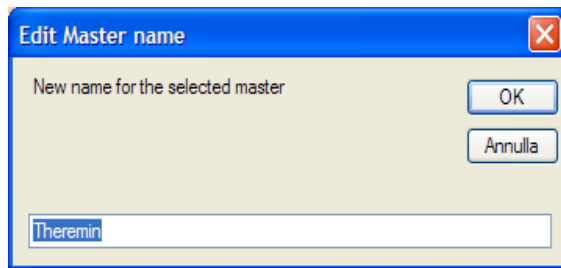 Edit Master name
New name for the selected master
OK
Annulla
Theremin